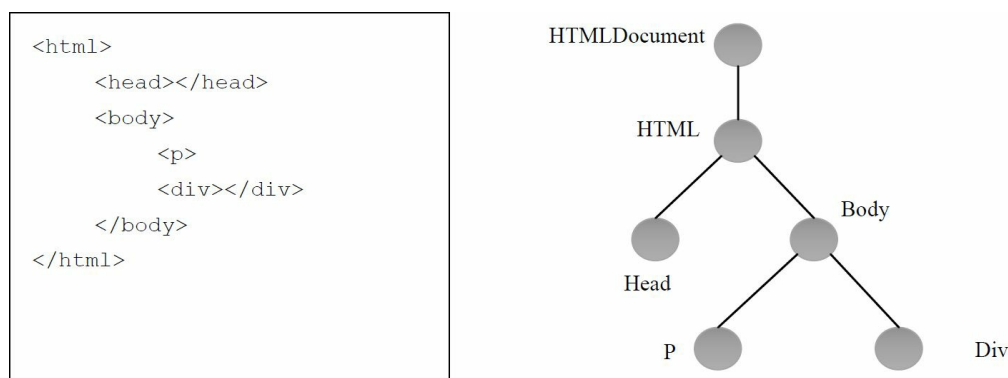 <html>
<head></head>
<body>
<p>
<div></div>
</body>
</html>
HTMLDocument
HTML
Body
Head
P
Div